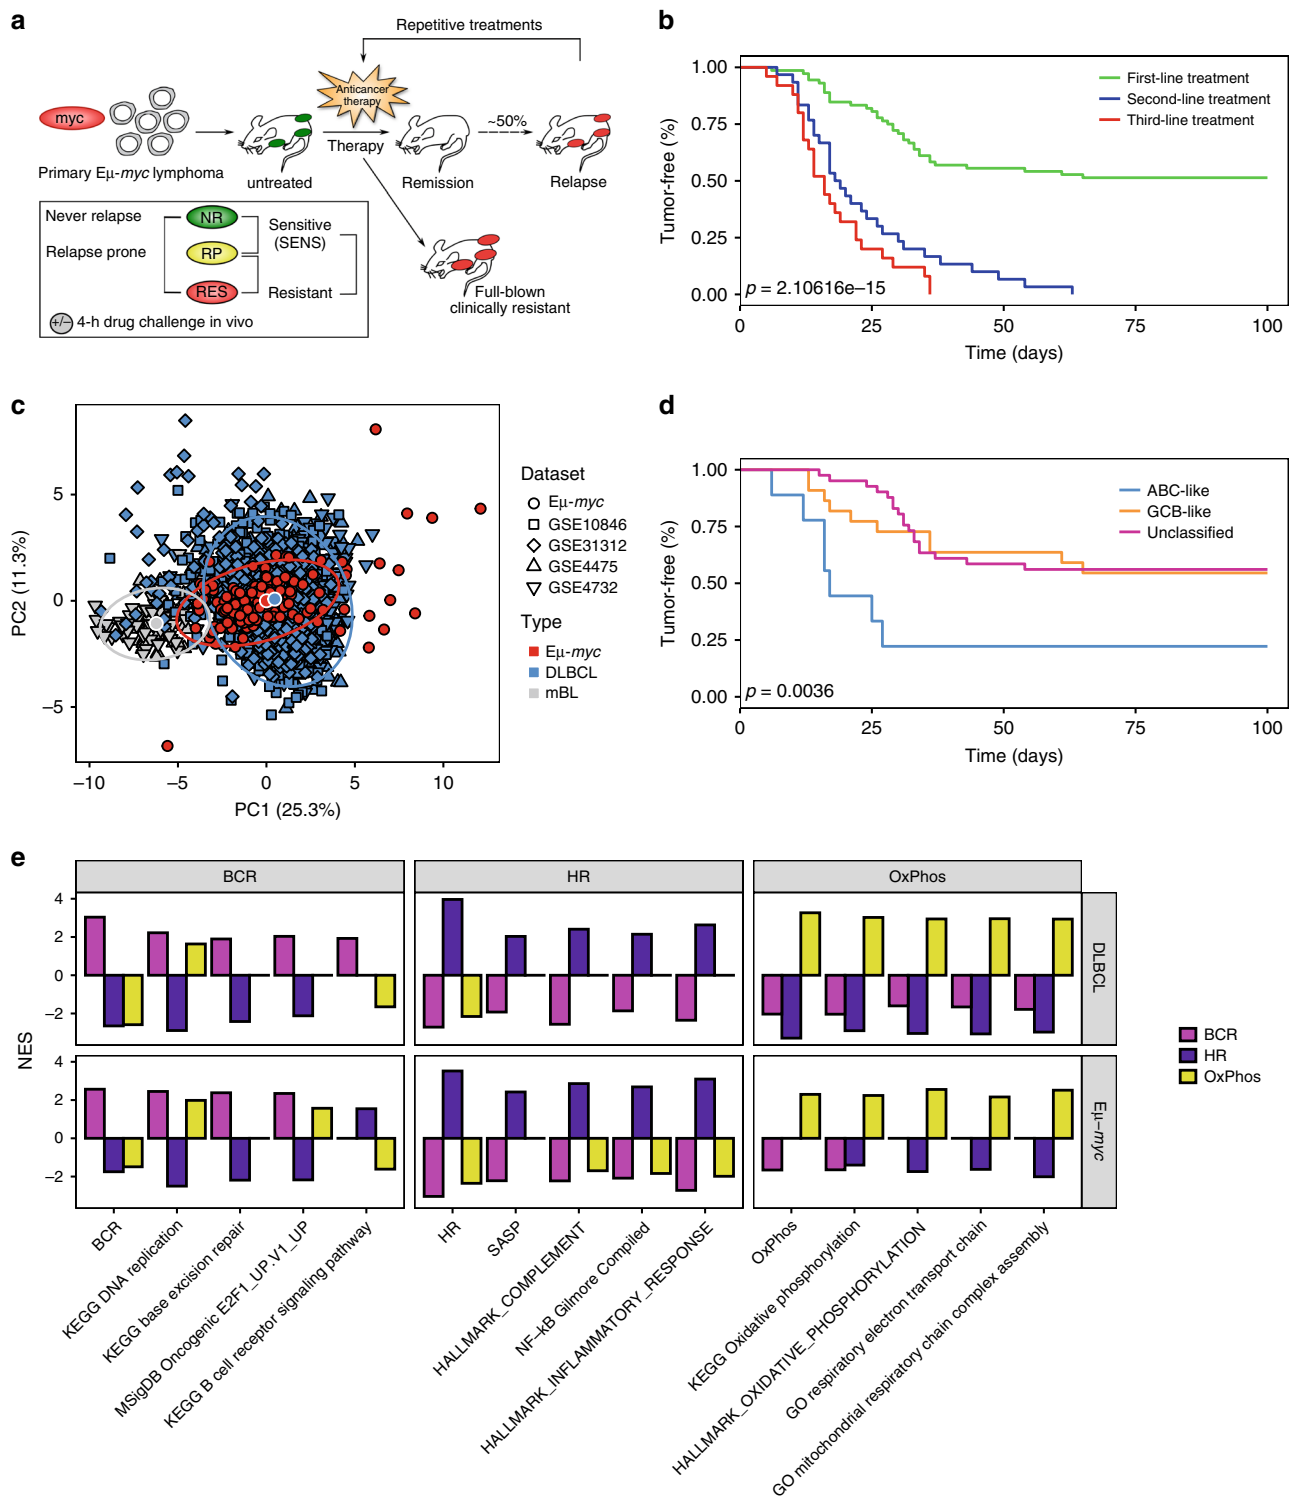 a
Repetitive treatments
Anticancer
therapy
myc
~50%
Therapy
Primary Eμ-myc lymphoma
untreated
Remission
Relapse
Never relapse
NR
Sensitive
(SENS)
Relapse prone
RP
RES
Resistant
+/− 4-h drug challenge in vivo
Full-blown
clinically resistant
b
Tumor-free (%)
1.00
0.75
0.50
0.25
0.00
First-line treatment
Second-line treatment
Third-line treatment
p = 2.10616e−15
0 25 50 75 100
Time (days)
c
PC2 (11.3%)
5
0
−5
−10 −5 0 5 10
PC1 (25.3%)
Dataset
Eμ-myc
GSE10846
GSE31312
GSE4475
GSE4732
Type
Eμ-myc
DLBCL
mBL
d
Tumor-free (%)
1.00
0.75
0.50
0.25
0.00
ABC-like
GCB-like
Unclassified
p = 0.0036
0 25 50 75 100
Time (days)
e
BCR HR OxPhos
NES
4
2
0
−2
DLBCL
4
2
0
−2
Eμ−myc
BCR
HR
OxPhos
BCR
KEGG DNA replication
KEGG base excision repair
MSigDB Oncogenic E2F1_UP.V1_UP
KEGG B cell receptor signaling pathway
HR
SASP
HALLMARK_COMPLEMENT
NF−kB Gilmore Compiled
HALLMARK_INFLAMMATORY_RESPONSE
OxPhos
KEGG Oxidative phosphorylation
HALLMARK_OXIDATIVE_PHOSPHORYLATION
GO respiratory electron transport chain
GO mitochondrial respiratory chain complex assembly